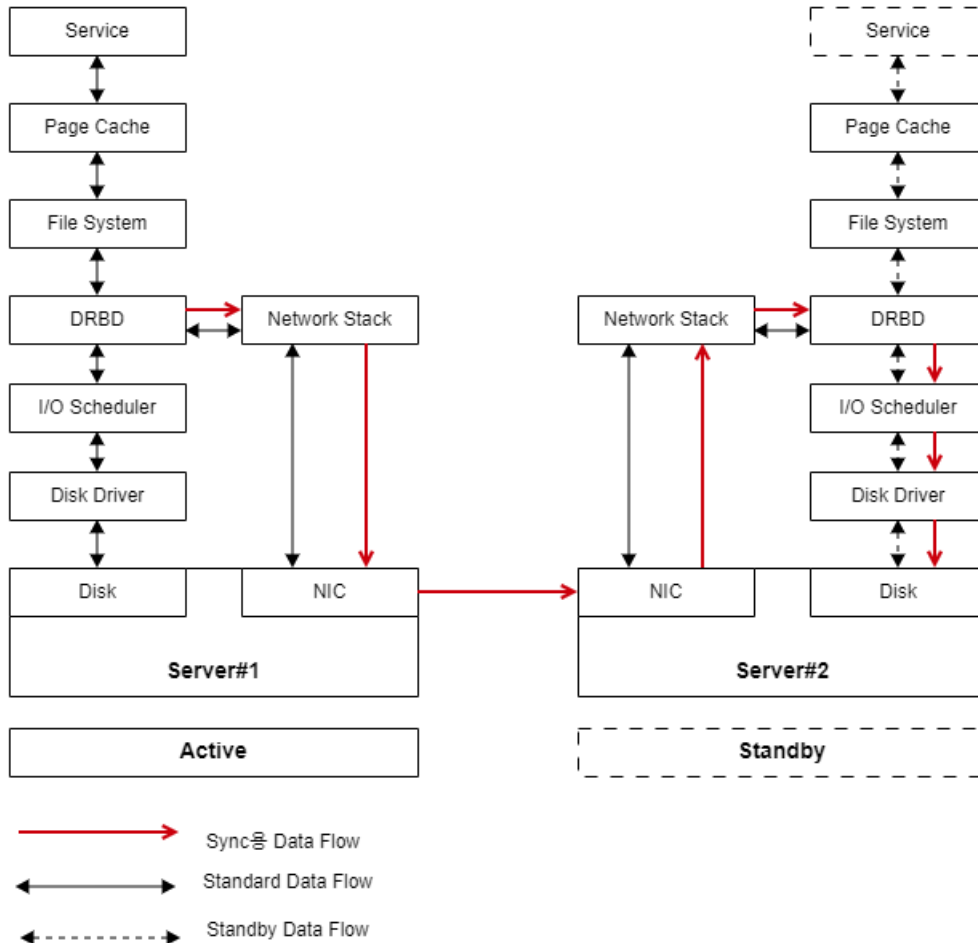 Service
Page Cache
File System
DRBD
Network Stack
I/O Scheduler
Disk Driver
Disk
NIC
Server#1
Active
Service
Page Cache
File System
Network Stack
DRBD
I/O Scheduler
Disk Driver
NIC
Disk
Server#2
Standby
Sync용 Data Flow
Standard Data Flow
Standby Data Flow